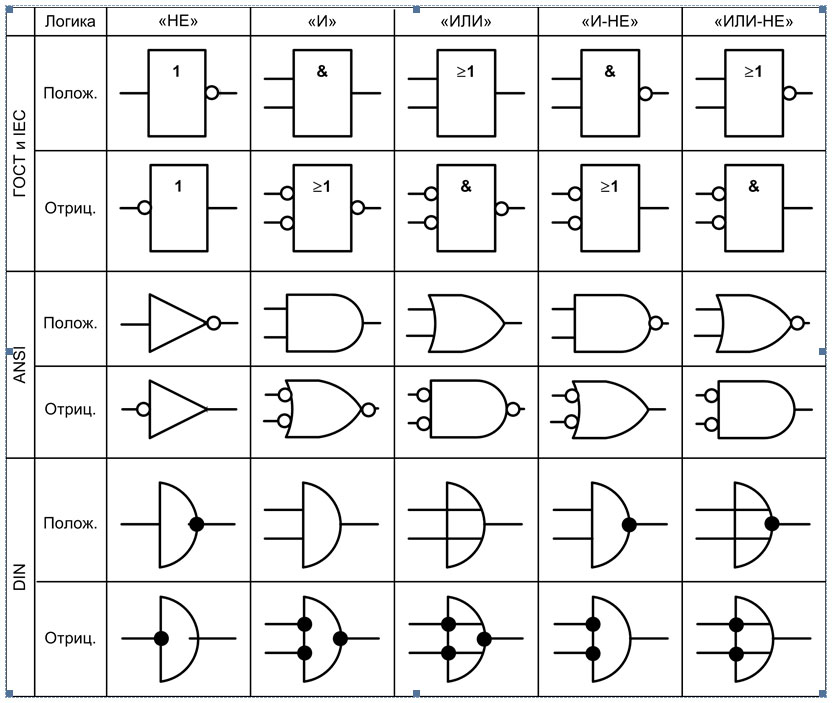 Логика «НЕ» «И» «ИЛИ» «И-НЕ» «ИЛИ-НЕ»
ГОСТ и IEC
Полож. 1 & ≥1 & ≥1
Отриц. 1 ≥1 & ≥1 &
ANSI
Полож.
Отриц.
DIN
Полож.
Отриц.